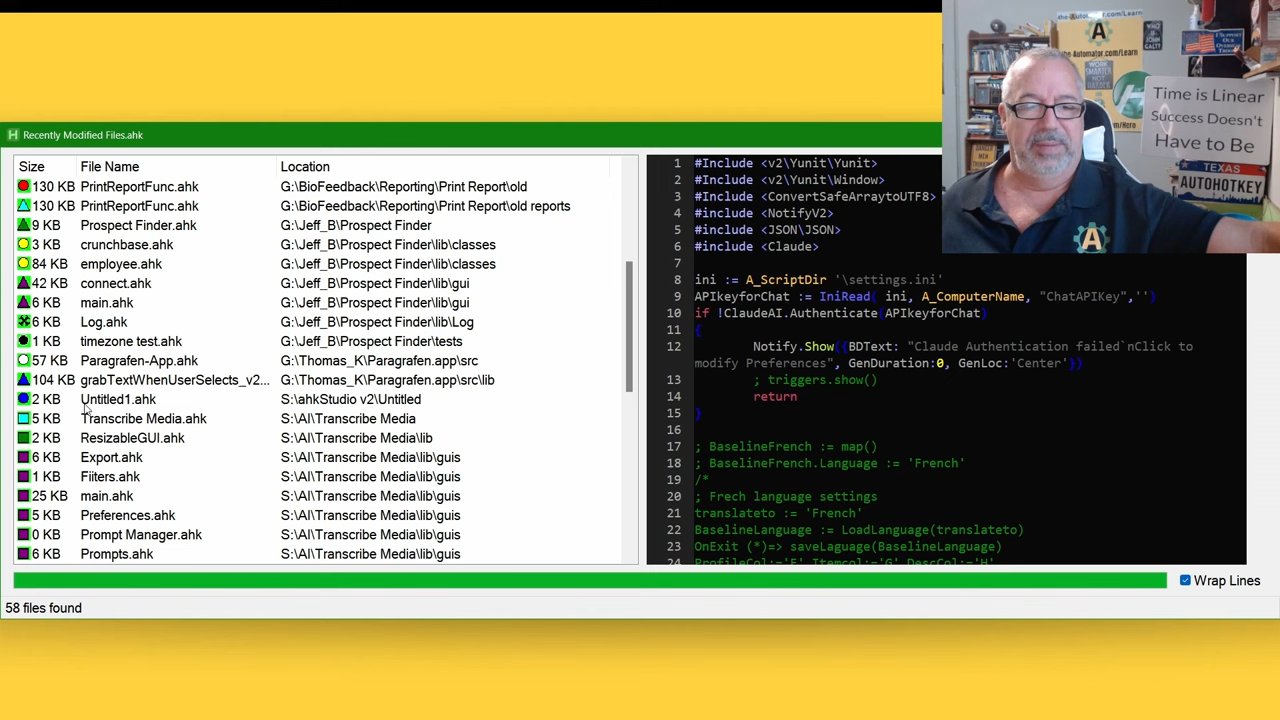 Recently Modified Files.ahk
Size File Name Location
130 KB PrintReportFunc.ahk G:\BioFeedback\Reporting\Print Report\old
130 KB PrintReportFunc.ahk G:\BioFeedback\Reporting\Print Report\old reports
9 KB Prospect Finder.ahk G:\Jeff_B\Prospect Finder
3 KB crunchbase.ahk G:\Jeff_B\Prospect Finder\lib\classes
84 KB employee.ahk G:\Jeff_B\Prospect Finder\lib\classes
42 KB connect.ahk G:\Jeff_B\Prospect Finder\lib\gui
6 KB main.ahk G:\Jeff_B\Prospect Finder\lib\gui
6 KB Log.ahk G:\Jeff_B\Prospect Finder\lib\Log
1 KB timezone test.ahk G:\Jeff_B\Prospect Finder\tests
57 KB Paragrafen-App.ahk G:\Thomas_K\Paragrafen.app\src
104 KB grabTextWhenUserSelects_v2... G:\Thomas_K\Paragrafen.app\src\lib
2 KB Untitled1.ahk S:\ahkStudio v2\Untitled
5 KB Transcribe Media.ahk S:\AI\Transcribe Media
2 KB ResizableGUI.ahk S:\AI\Transcribe Media\lib
6 KB Export.ahk S:\AI\Transcribe Media\lib\guis
1 KB Fliters.ahk S:\AI\Transcribe Media\lib\guis
25 KB main.ahk S:\AI\Transcribe Media\lib\guis
5 KB Preferences.ahk S:\AI\Transcribe Media\lib\guis
0 KB Prompt Manager.ahk S:\AI\Transcribe Media\lib\guis
6 KB Prompts.ahk S:\AI\Transcribe Media\lib\guis
1 #Include <v2\Yunit\Yunit>
2 #Include <v2\Yunit\Window>
3 #Include <ConvertSafeArraytoUTF8>
4 #include <NotifyV2>
5 #include <JSON\JSON>
6 #include <Claude>
7
8 ini := A_ScriptDir '\settings.ini'
9 APIkeyforChat := IniRead( ini, A_ComputerName, "ChatAPIKey",'')
10 if !ClaudeAI.Authenticate(APIkeyforChat)
11 {
12 Notify.Show({BDText: "Claude Authentication failed`nClick to
modify Preferences", GenDuration:0, GenLoc:'Center'})
13 ; triggers.show()
14 return
15 }
16
17 ; BaselineFrench := map()
18 ; BaselineFrench.Language := 'French'
19 /*
20 ; Frech language settings
21 translateto := 'French'
22 BaselineLanguage := LoadLanguage(translateto)
23 OnExit (*)=> saveLaguage(BaselineLanguage)
24 ProfileCol:='F' Itemcol:='G' DescCol:='H'
Wrap Lines
58 files found
A
the-Automator.com/Learn
WORK
SMARTER
NOT
HARDER
Time is Linear
Success Doesn't
Have to Be
TEXAS
AUTOHOTKEY
A